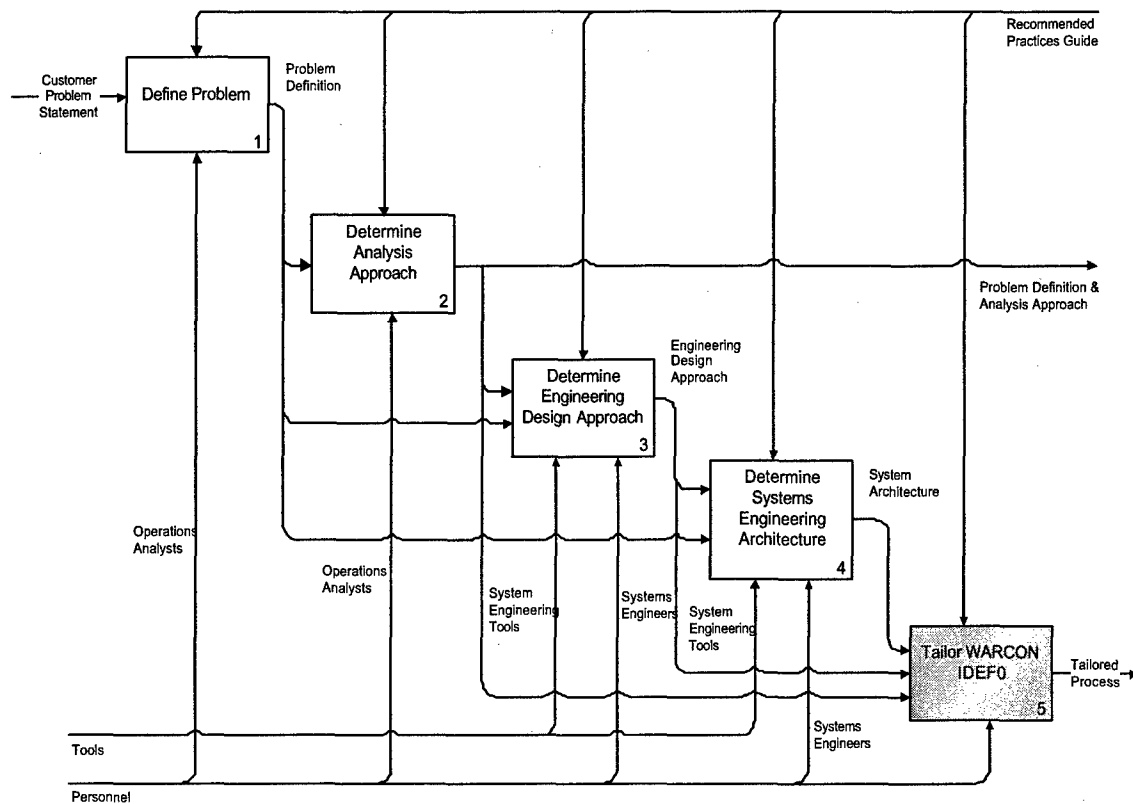 Recommended
Practices Guide
Customer
Problem
Statement
Define Problem
1
Problem
Definition
Determine
Analysis
Approach
2
Problem Definition &
Analysis Approach
Determine
Engineering
Design Approach
3
Engineering
Design
Approach
Determine
Systems
Engineering
Architecture
4
System
Architecture
Operations
Analysts
Operations
Analysts
System
Engineering
Tools
Systems
Engineers
System
Engineering
Tools
Tailor WARCON
IDEF0
5
Tailored
Process
Systems
Engineers
Tools
Personnel